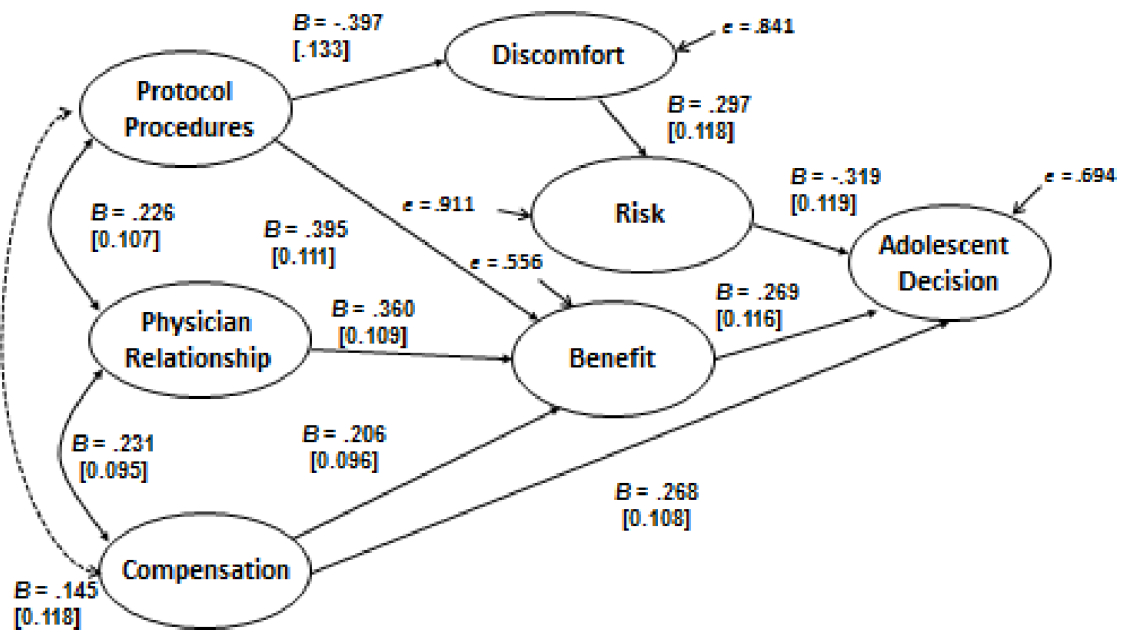 B = -.397
[.133]
Discomfort
e = .841
Protocol
Procedures
B = .297
[0.118]
B = -.319
[0.119]
e = .694
B = .226
[0.107]
B = .395
[0.111]
e = .911
Risk
Adolescent
Decision
e = .556
B = .269
[0.116]
Physician
Relationship
B = .360
[0.109]
Benefit
B = .231
[0.095]
B = .206
[0.096]
B = .268
[0.108]
Compensation
B = .145
[0.118]